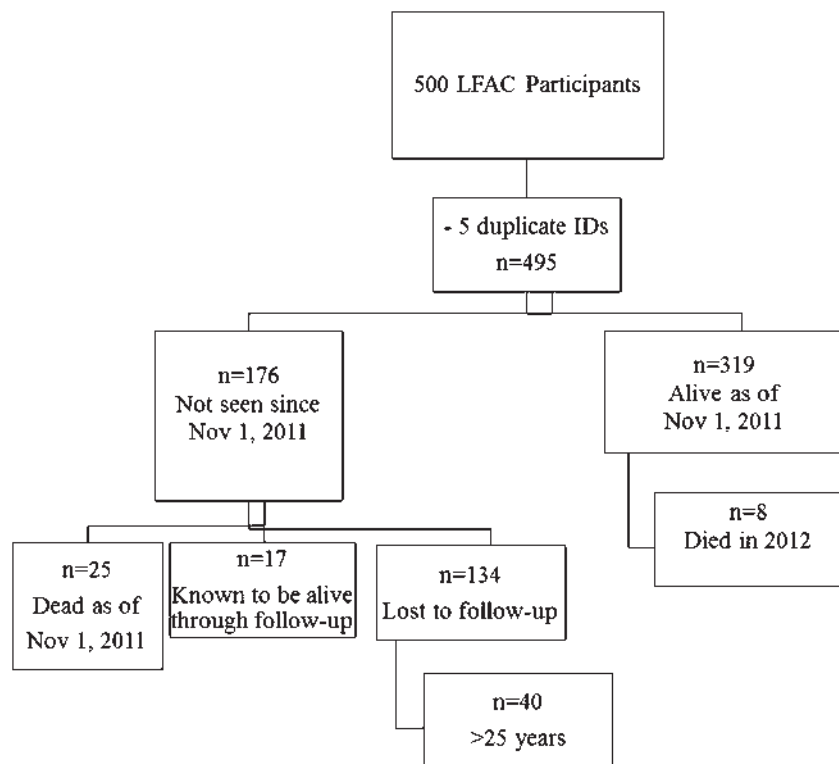 500 LFAC Participants
- 5 duplicate IDs
n=495
n=176
Not seen since
Nov 1, 2011
n=319
Alive as of
Nov 1, 2011
n=8
Died in 2012
n=25
Dead as of
Nov 1, 2011
n=17
Known to be alive
through follow-up
n=134
Lost to follow-up
n=40
>25 years